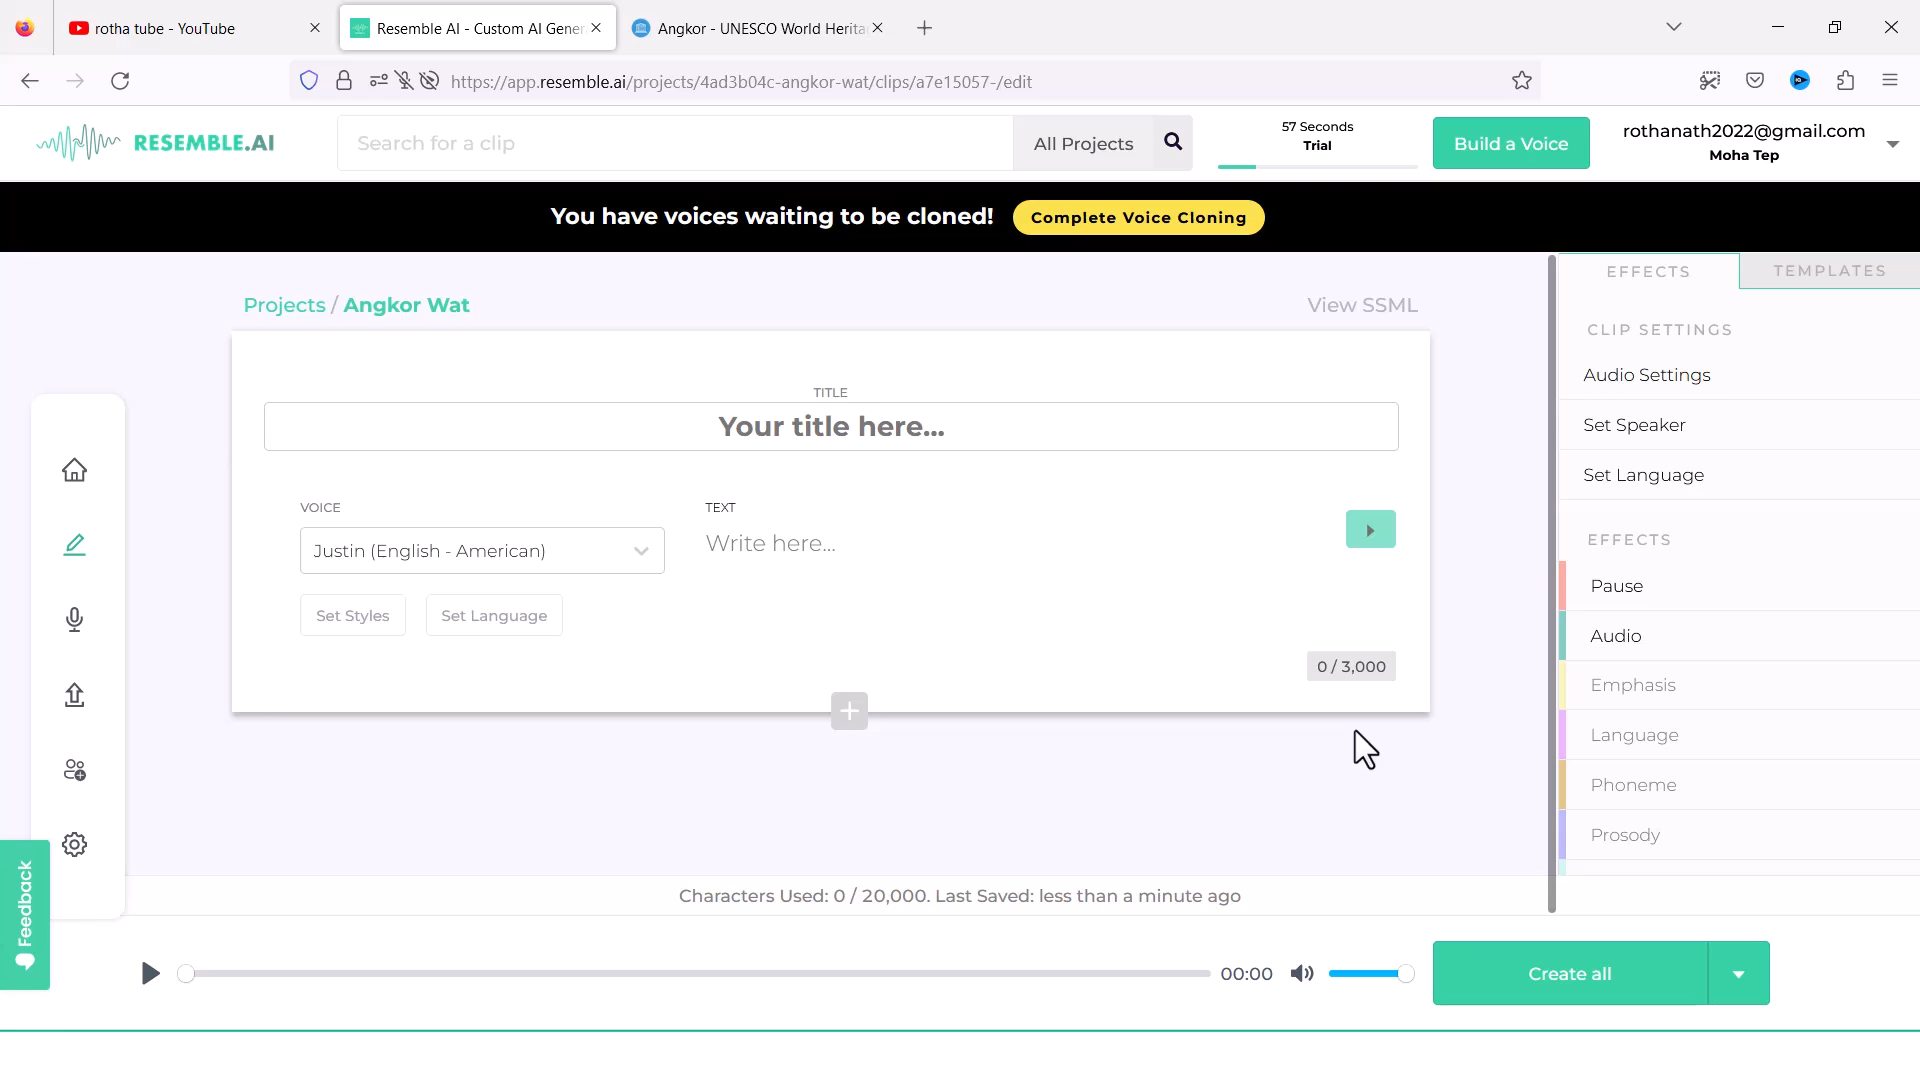 rotha tube - YouTube
Resemble AI - Custom AI Gener
Angkor - UNESCO World Herita
https://app.resemble.ai/projects/4ad3b04c-angkor-wat/clips/a7e15057-/edit
RESEMBLE.AI
Search for a clip
All Projects
57 Seconds
Trial
Build a Voice
rothanath2022@gmail.com
Moha Tep
You have voices waiting to be cloned!
Complete Voice Cloning
EFFECTS
TEMPLATES
Projects / Angkor Wat
View SSML
CLIP SETTINGS
Audio Settings
Set Speaker
Set Language
TITLE
Your title here...
VOICE
Justin (English - American)
Set Styles
Set Language
TEXT
Write here...
0 / 3,000
EFFECTS
Pause
Audio
Emphasis
Language
Phoneme
Prosody
Feedback
Characters Used: 0 / 20,000. Last Saved: less than a minute ago
00:00
Create all